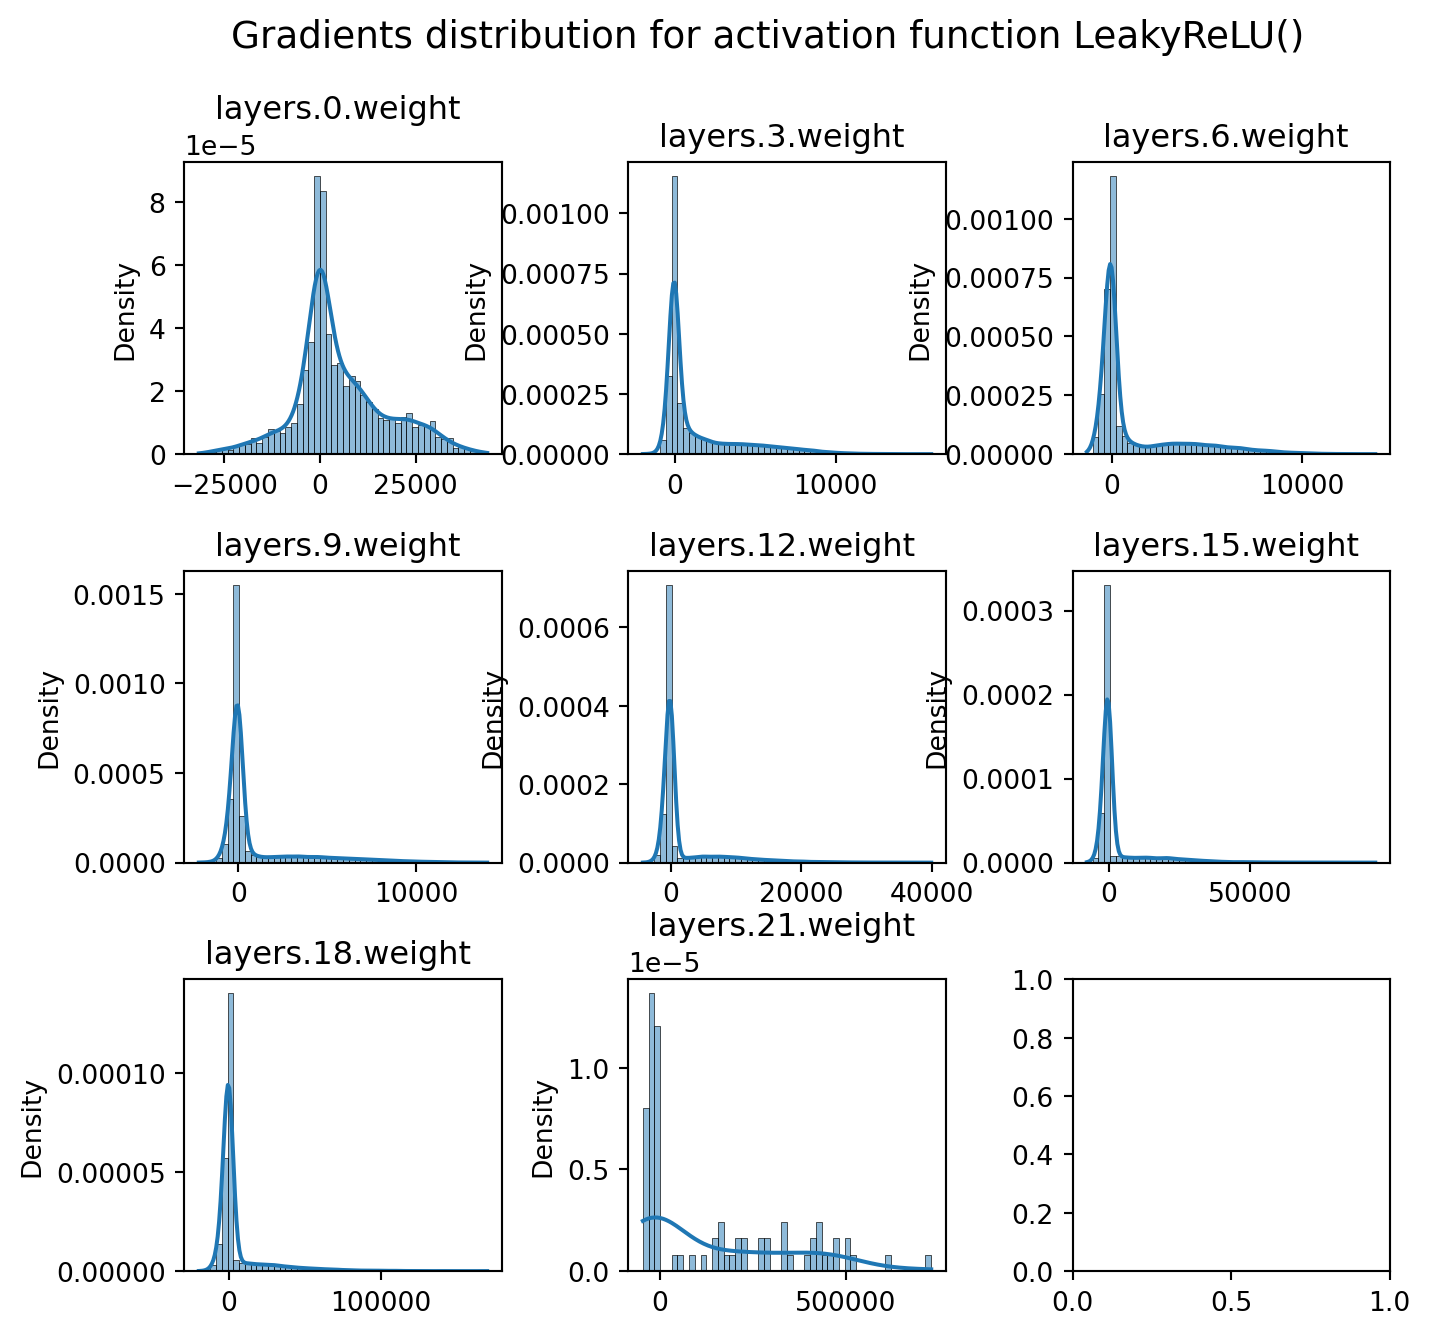 Gradients distribution for activation function LeakyReLU()
layers.0.weight
1e−5
Density
8
6
4
2
0
−25000 0 25000
layers.3.weight
Density
0.00100
0.00075
0.00050
0.00025
0.00000
0 10000
layers.6.weight
Density
0.00100
0.00075
0.00050
0.00025
0.00000
0 10000
layers.9.weight
Density
0.0015
0.0010
0.0005
0.0000
0 10000
layers.12.weight
Density
0.0006
0.0004
0.0002
0.0000
0 20000 40000
layers.15.weight
Density
0.0003
0.0002
0.0001
0.0000
0 50000
layers.18.weight
Density
0.00010
0.00005
0.00000
0 100000
layers.21.weight
1e−5
Density
1.0
0.5
0.0
0 500000
1.0
0.8
0.6
0.4
0.2
0.0
0.0 0.5 1.0